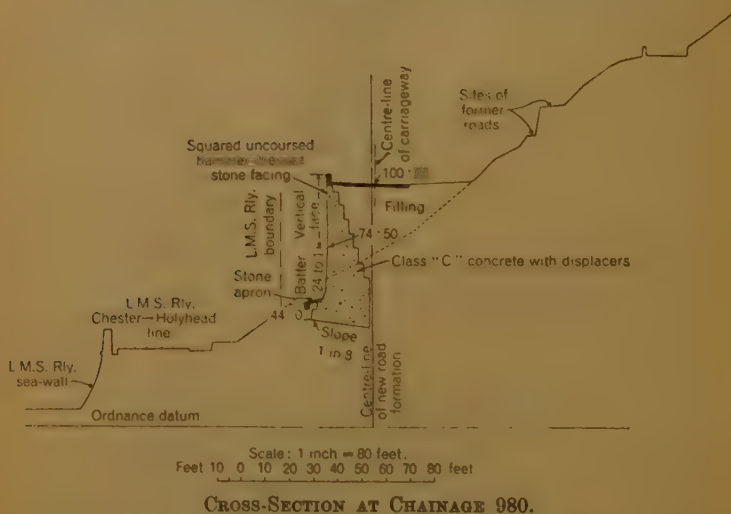 Sites of
former
roads
Centre-line
of carriageway
Squared uncoursed
hammer-dressed
stone facing
100·
Filling
L.M.S. Rly.
boundary
Batter
24 to 1
Vertical
face
74·50
Class "C" concrete with displacers
Stone
apron
L.M.S. Rly.
Chester—Holyhead
line
44·0
Slope
1 in 8
L.M.S. Rly.
sea-wall
Centre-line
of new road
formation
Ordnance datum
Scale: 1 inch = 80 feet.
Feet 10 0 10 20 30 40 50 60 70 80 feet
CROSS-SECTION AT CHAINAGE 980.